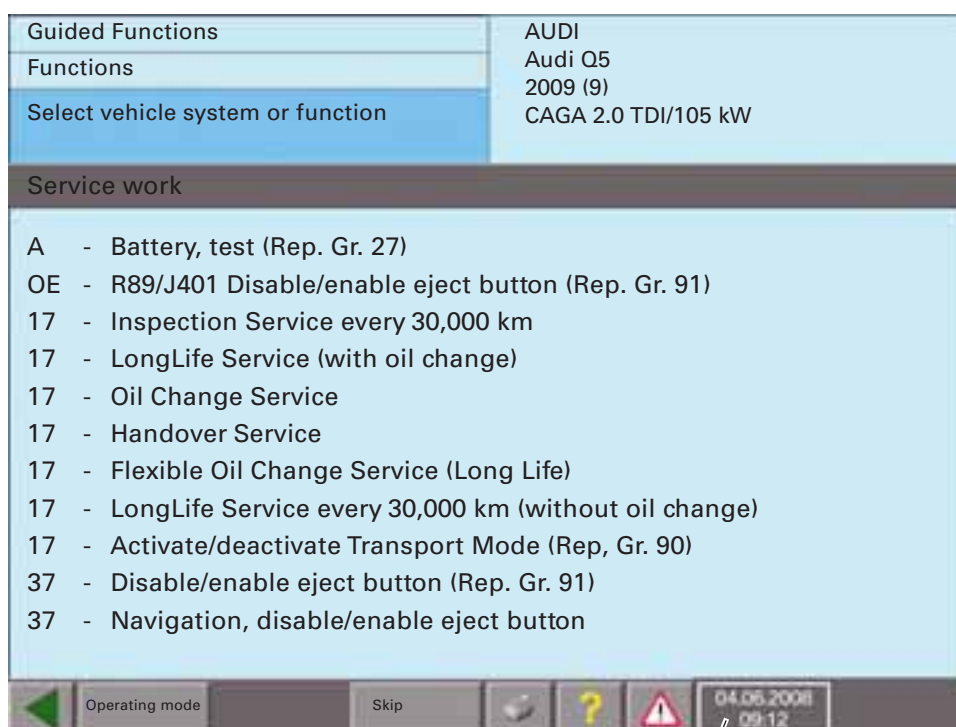 Guided Functions
Functions
Select vehicle system or function
AUDI
Audi Q5
2009 (9)
CAGA 2.0 TDI/105 kW
Service work
A - Battery, test (Rep. Gr. 27)
OE - R89/J401 Disable/enable eject button (Rep. Gr. 91)
17 - Inspection Service every 30,000 km
17 - LongLife Service (with oil change)
17 - Oil Change Service
17 - Handover Service
17 - Flexible Oil Change Service (Long Life)
17 - LongLife Service every 30,000 km (without oil change)
17 - Activate/deactivate Transport Mode (Rep, Gr. 90)
37 - Disable/enable eject button (Rep. Gr. 91)
37 - Navigation, disable/enable eject button
Operating mode
Skip
?
04.06.2008
09:12